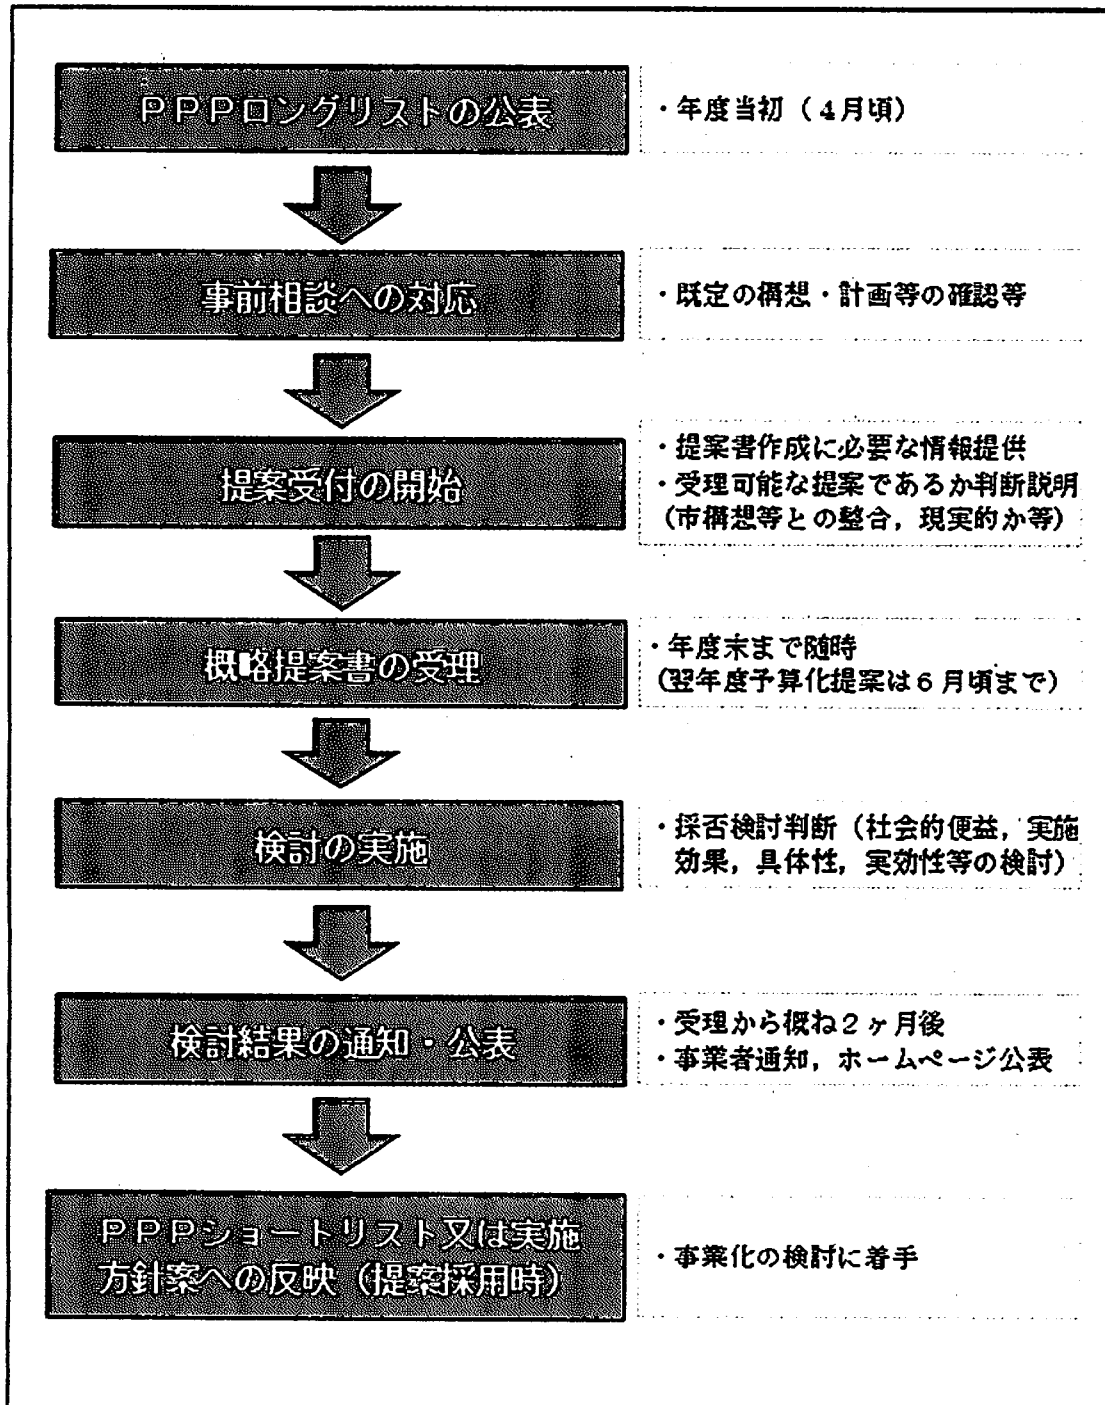 PPPロングリストの公表
・年度当初（4月頃）
事前相談への対応
・既定の構想・計画等の確認等
提案受付の開始
・提案書作成に必要な情報提供
・受理可能な提案であるか判断説明
（市構想等との整合，現実的か等）
概略提案書の受理
・年度末まで随時
（翌年度予算化提案は6月頃まで）
検討の実施
・採否検討判断（社会的便益，実施
効果，具体性，実効性等の検討）
検討結果の通知・公表
・受理から概ね2ヶ月後
・事業者通知，ホームページ公表
PPPショートリスト又は実施
方針案への反映（提案採用時）
・事業化の検討に着手